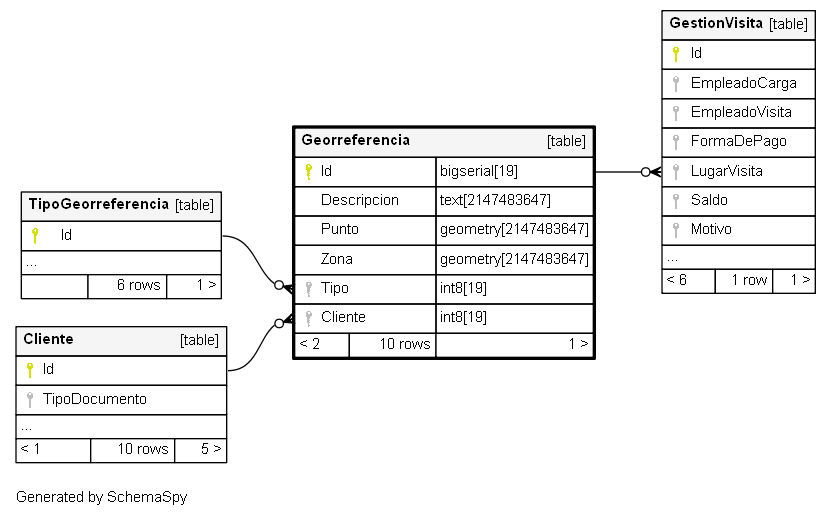 GestionVisita [table]
Id
EmpleadoCarga
EmpleadoVisita
FormaDePago
LugarVisita
Saldo
Motivo
...
< 6 1 row 1 >
Georreferencia [table]
Id bigserial[19]
Descripcion text[2147483647]
Punto geometry[2147483647]
Zona geometry[2147483647]
Tipo int8[19]
Cliente int8[19]
< 2 10 rows 1 >
TipoGeorreferencia [table]
Id
...
6 rows 1 >
Cliente [table]
Id
TipoDocumento
...
< 1 10 rows 5 >
Generated by SchemaSpy